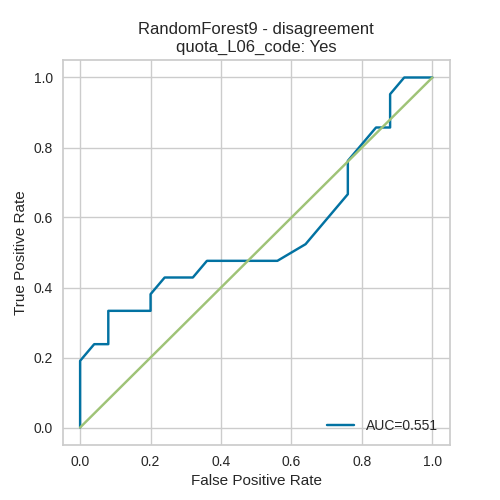 RandomForest9 - disagreement
quota_L06_code: Yes
True Positive Rate
1.0
0.8
0.6
0.4
0.2
0.0
AUC=0.551
0.0 0.2 0.4 0.6 0.8 1.0
False Positive Rate